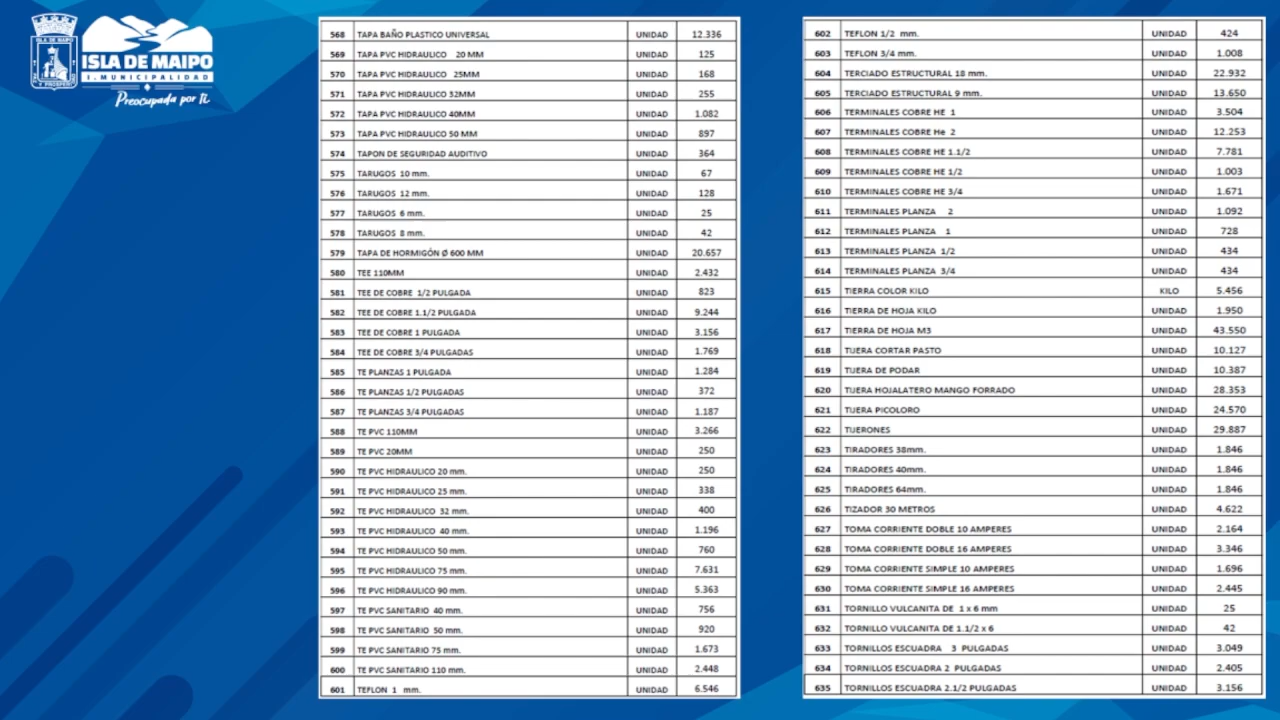 ISLA DE MAIPO
ISLA DE MAIPO
I. MUNICIPALIDAD
Preocupada por ti
568 TAPA BAÑO PLASTICO UNIVERSAL UNIDAD 12.336
569 TAPA PVC HIDRAULICO 20 MM UNIDAD 125
570 TAPA PVC HIDRAULICO 25MM UNIDAD 168
571 TAPA PVC HIDRAULICO 32MM UNIDAD 255
572 TAPA PVC HIDRAULICO 40MM UNIDAD 1.082
573 TAPA PVC HIDRAULICO 50 MM UNIDAD 897
574 TAPON DE SEGURIDAD AUDITIVO UNIDAD 364
575 TARUGOS 10 mm. UNIDAD 67
576 TARUGOS 12 mm. UNIDAD 128
577 TARUGOS 6 mm. UNIDAD 25
578 TARUGOS 8 mm. UNIDAD 42
579 TAPA DE HORMIGÓN Ø 600 MM UNIDAD 20.657
580 TEE 110MM UNIDAD 2.432
581 TEE DE COBRE 1/2 PULGADA UNIDAD 823
582 TEE DE COBRE 1.1/2 PULGADA UNIDAD 9.244
583 TEE DE COBRE 1 PULGADA UNIDAD 3.156
584 TEE DE COBRE 3/4 PULGADAS UNIDAD 1.769
585 TE PLANZAS 1 PULGADA UNIDAD 1.284
586 TE PLANZAS 1/2 PULGADAS UNIDAD 372
587 TE PLANZAS 3/4 PULGADAS UNIDAD 1.187
588 TE PVC 110MM UNIDAD 3.266
589 TE PVC 20MM UNIDAD 250
590 TE PVC HIDRAULICO 20 mm. UNIDAD 250
591 TE PVC HIDRAULICO 25 mm. UNIDAD 338
592 TE PVC HIDRAULICO 32 mm. UNIDAD 400
593 TE PVC HIDRAULICO 40 mm. UNIDAD 1.196
594 TE PVC HIDRAULICO 50 mm. UNIDAD 760
595 TE PVC HIDRAULICO 75 mm. UNIDAD 7.631
596 TE PVC HIDRAULICO 90 mm. UNIDAD 5.363
597 TE PVC SANITARIO 40 mm. UNIDAD 756
598 TE PVC SANITARIO 50 mm. UNIDAD 920
599 TE PVC SANITARIO 75 mm. UNIDAD 1.673
600 TE PVC SANITARIO 110 mm. UNIDAD 2.448
601 TEFLON 1 mm. UNIDAD 6.546
602 TEFLON 1/2 mm. UNIDAD 424
603 TEFLON 3/4 mm. UNIDAD 1.008
604 TERCIADO ESTRUCTURAL 18 mm. UNIDAD 22.932
605 TERCIADO ESTRUCTURAL 9 mm. UNIDAD 13.650
606 TERMINALES COBRE HE 1 UNIDAD 3.504
607 TERMINALES COBRE He 2 UNIDAD 12.253
608 TERMINALES COBRE HE 1.1/2 UNIDAD 7.781
609 TERMINALES COBRE HE 1/2 UNIDAD 1.003
610 TERMINALES COBRE HE 3/4 UNIDAD 1.671
611 TERMINALES PLANZA 2 UNIDAD 1.092
612 TERMINALES PLANZA 1 UNIDAD 728
613 TERMINALES PLANZA 1/2 UNIDAD 434
614 TERMINALES PLANZA 3/4 UNIDAD 434
615 TIERRA COLOR KILO KILO 5.456
616 TIERRA DE HOJA KILO UNIDAD 1.950
617 TIERRA DE HOJA M3 UNIDAD 43.550
618 TIJERA CORTAR PASTO UNIDAD 10.127
619 TIJERA DE PODAR UNIDAD 10.387
620 TIJERA HOJALATERO MANGO FORRADO UNIDAD 28.353
621 TIJERA PICOLORO UNIDAD 24.570
622 TIJERONES UNIDAD 29.887
623 TIRADORES 38mm. UNIDAD 1.846
624 TIRADORES 40mm. UNIDAD 1.846
625 TIRADORES 64mm. UNIDAD 1.846
626 TIZADOR 30 METROS UNIDAD 4.622
627 TOMA CORRIENTE DOBLE 10 AMPERES UNIDAD 2.164
628 TOMA CORRIENTE DOBLE 16 AMPERES UNIDAD 3.346
629 TOMA CORRIENTE SIMPLE 10 AMPERES UNIDAD 1.696
630 TOMA CORRIENTE SIMPLE 16 AMPERES UNIDAD 2.445
631 TORNILLO VULCANITA DE 1 x 6 mm UNIDAD 25
632 TORNILLO VULCANITA DE 1.1/2 x 6 UNIDAD 42
633 TORNILLOS ESCUADRA 3 PULGADAS UNIDAD 3.049
634 TORNILLOS ESCUADRA 2 PULGADAS UNIDAD 2.405
635 TORNILLOS ESCUADRA 2.1/2 PULGADAS UNIDAD 3.156